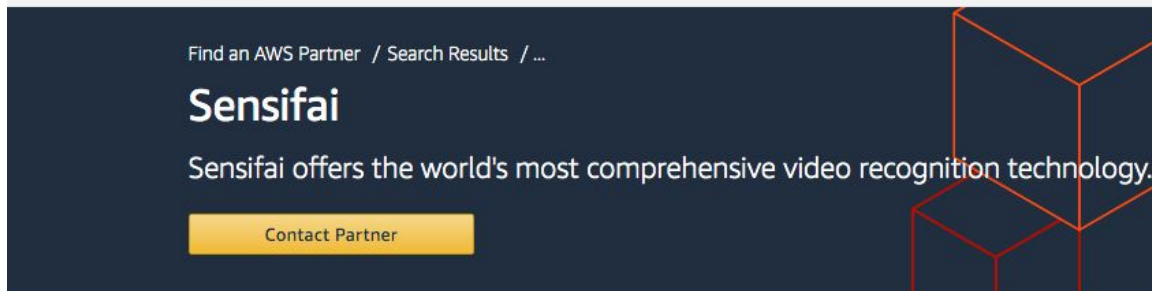 Find an AWS Partner / Search Results / ...
Sensifai
Sensifai offers the world's most comprehensive video recognition technology.
Contact Partner